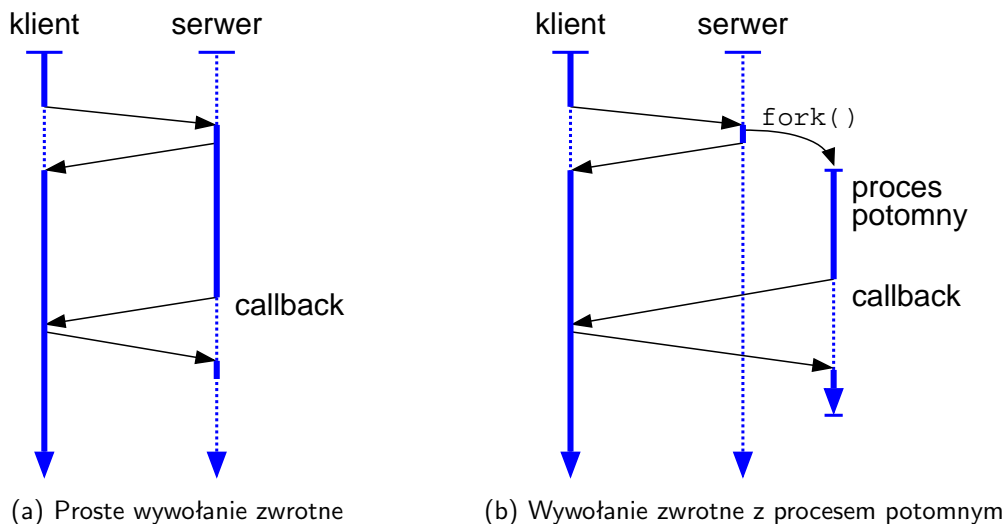 klient
serwer
callback
(a) Proste wywołanie zwrotne
klient
serwer
fork()
proces
potomny
callback
(b) Wywołanie zwrotne z procesem potomnym